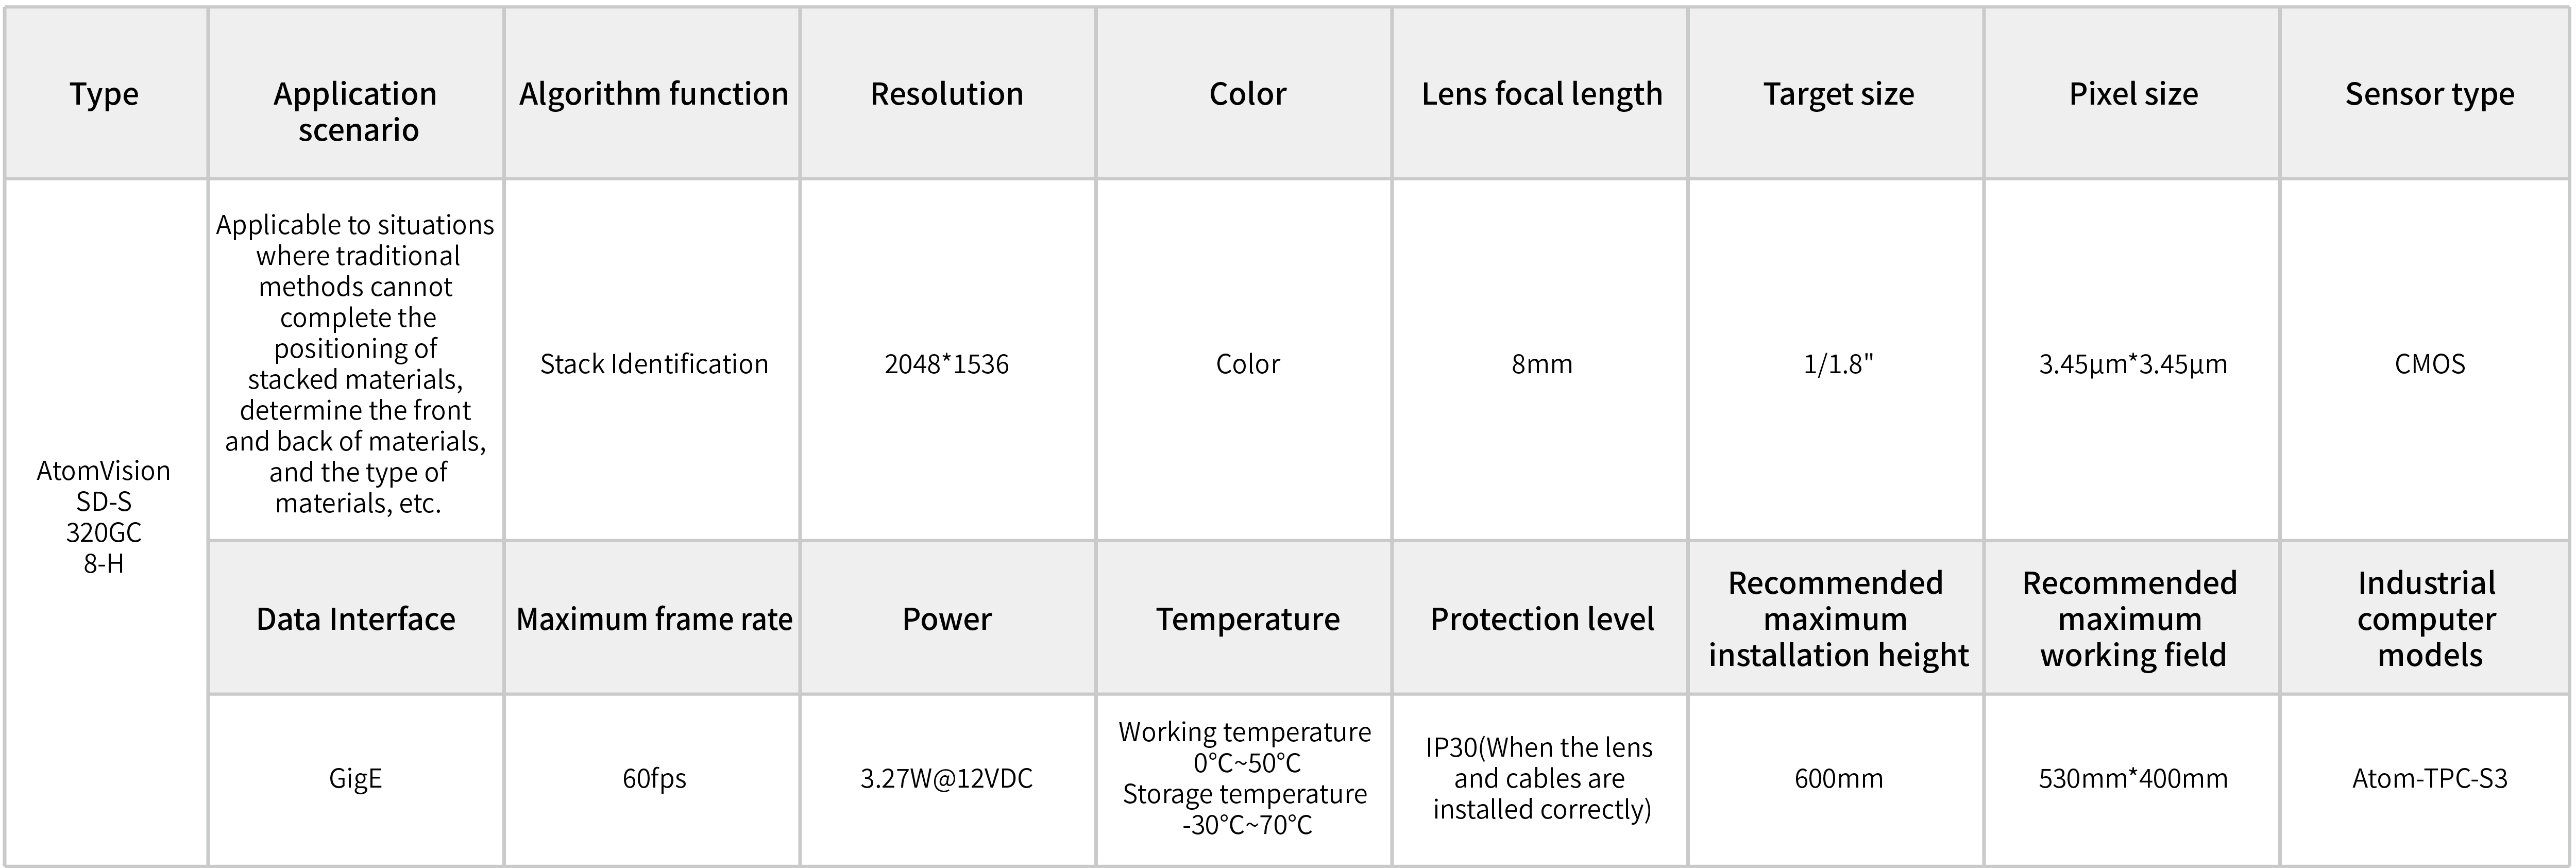 Type
Application
scenario
Algorithm function
Resolution
Color
Lens focal length
Target size
Pixel size
Sensor type
AtomVision
SD-S
320GC
8-H
Applicable to situations
where traditional
methods cannot
complete the
positioning of
stacked materials,
determine the front
and back of materials,
and the type of
materials, etc.
Stack Identification
2048*1536
Color
8mm
1/1.8"
3.45μm*3.45μm
CMOS
Data Interface
Maximum frame rate
Power
Temperature
Protection level
Recommended
maximum
installation height
Recommended
maximum
working field
Industrial
computer
models
GigE
60fps
3.27W@12VDC
Working temperature
0°C~50°C
Storage temperature
-30°C~70°C
IP30(When the lens
and cables are
installed correctly)
600mm
530mm*400mm
Atom-TPC-S3